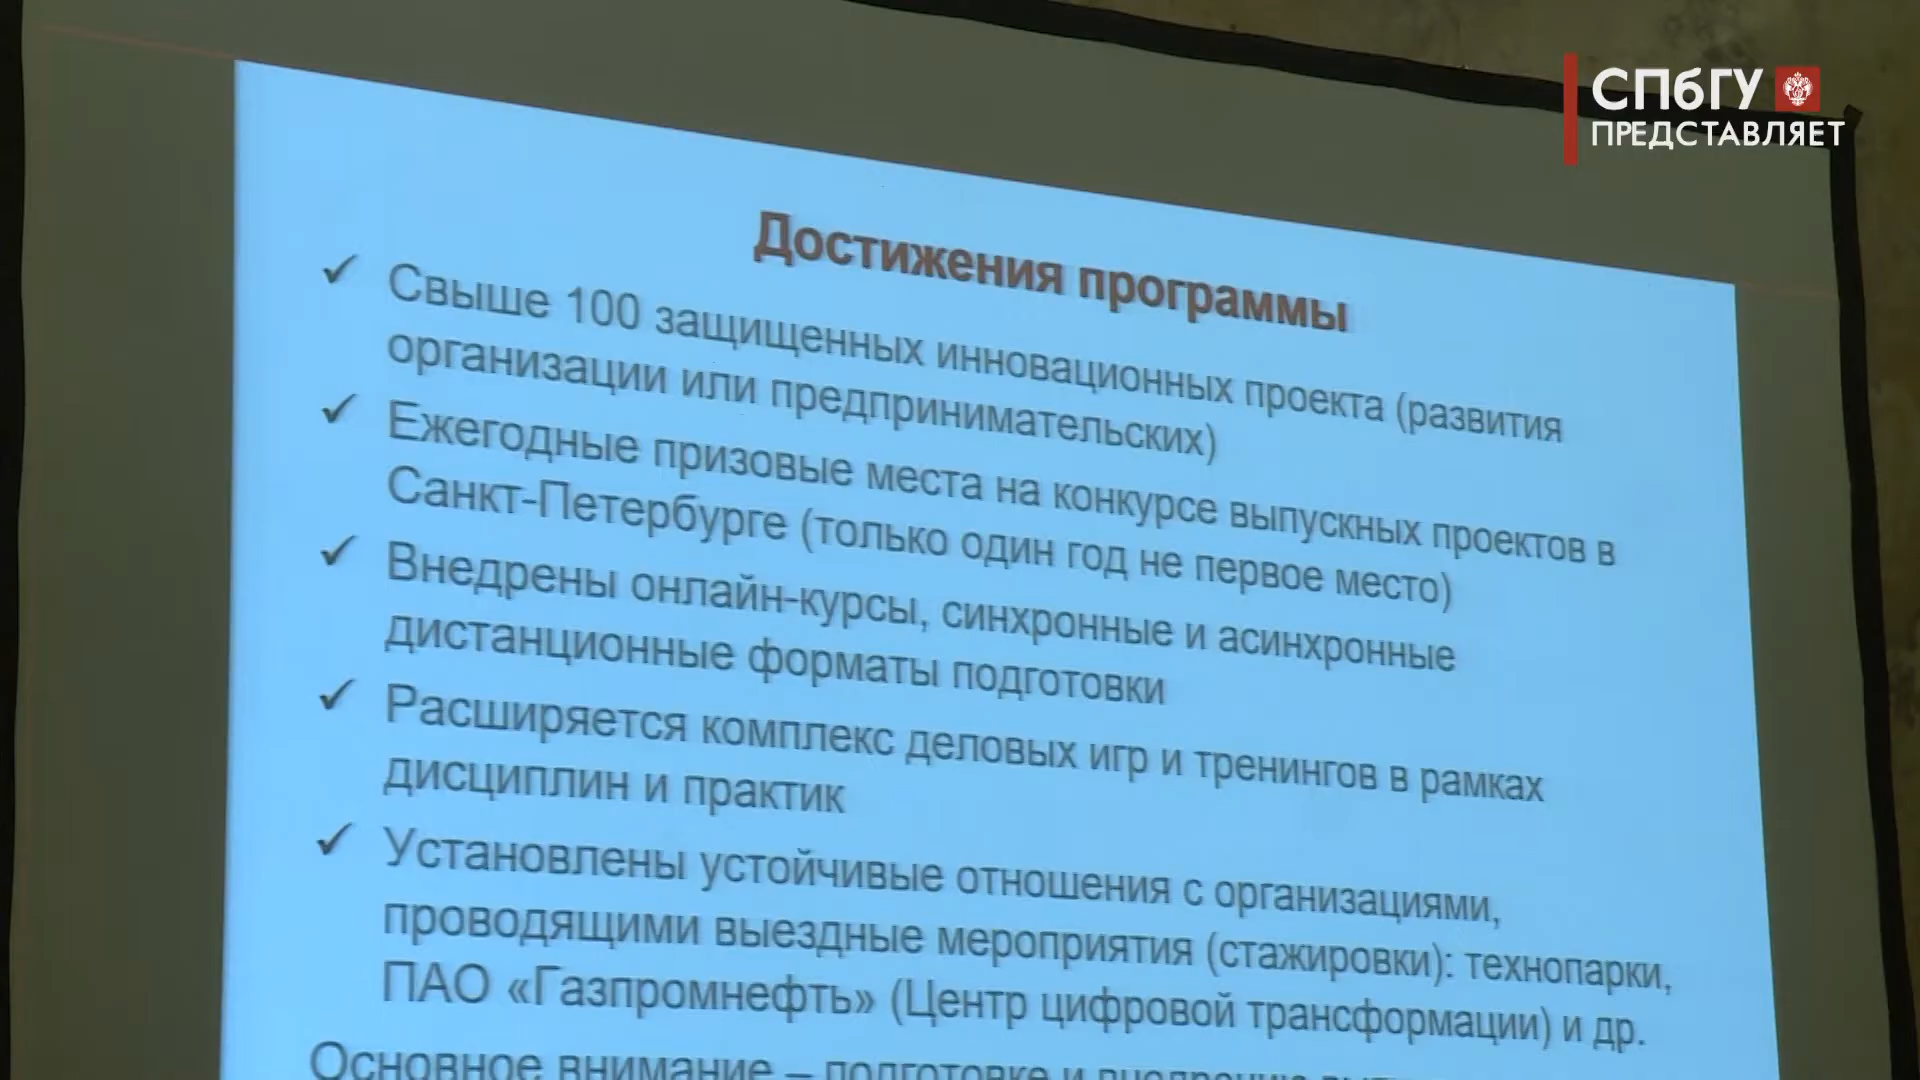 СПбГУ
ПРЕДСТАВЛЯЕТ
Достижения программы
✓ Свыше 100 защищенных инновационных проекта (развития
организации или предпринимательских)
✓ Ежегодные призовые места на конкурсе выпускных проектов в
Санкт-Петербурге (только один год не первое место)
✓ Внедрены онлайн-курсы, синхронные и асинхронные
дистанционные форматы подготовки
✓ Расширяется комплекс деловых игр и тренингов в рамках
дисциплин и практик
✓ Установлены устойчивые отношения с организациями,
проводящими выездные мероприятия (стажировки): технопарки,
ПАО «Газпромнефть» (Центр цифровой трансформации) и др.
Основное внимание – подготовке и внедрению